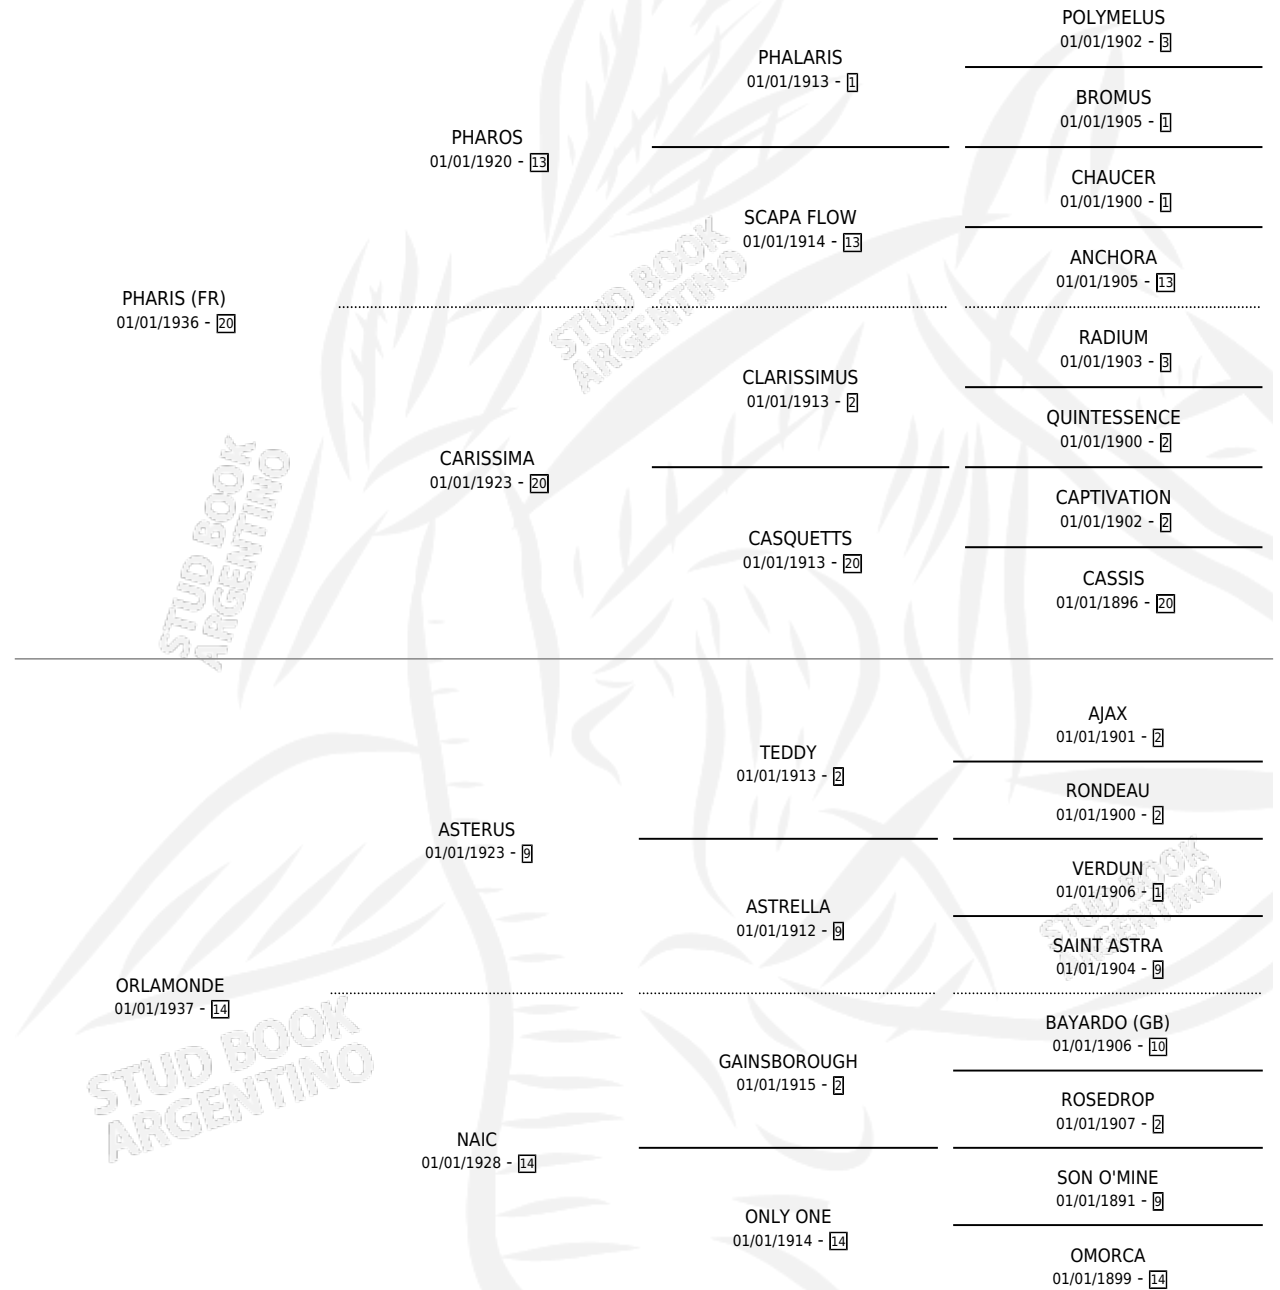 POLYMELUS
01/01/1902 - 3
PHALARIS
01/01/1913 - 1
BROMUS
01/01/1905 - 1
PHAROS
01/01/1920 - 13
CHAUCER
01/01/1900 - 1
SCAPA FLOW
01/01/1914 - 13
ANCHORA
01/01/1905 - 13
PHARIS (FR)
01/01/1936 - 20
STUD BOOK
ARGENTINO
RADIUM
01/01/1903 - 3
CLARISSIMUS
01/01/1913 - 2
QUINTESSENCE
01/01/1900 - 2
CARISSIMA
01/01/1923 - 20
CAPTIVATION
01/01/1902 - 2
CASQUETTS
01/01/1913 - 20
CASSIS
01/01/1896 - 20
STUD BOOK
ARGENTINO
AJAX
01/01/1901 - 2
TEDDY
01/01/1913 - 2
RONDEAU
01/01/1900 - 2
ASTERUS
01/01/1923 - 9
VERDUN
01/01/1906 - 1
ASTRELLA
01/01/1912 - 9
SAINT ASTRA
01/01/1904 - 9
STUD BOOK
ARGENTINO
ORLAMONDE
01/01/1937 - 14
BAYARDO (GB)
01/01/1906 - 10
GAINSBOROUGH
01/01/1915 - 2
ROSEDROP
01/01/1907 - 2
STUD BOOK
ARGENTINO
NAIC
01/01/1928 - 14
SON O'MINE
01/01/1891 - 9
ONLY ONE
01/01/1914 - 14
OMORCA
01/01/1899 - 14